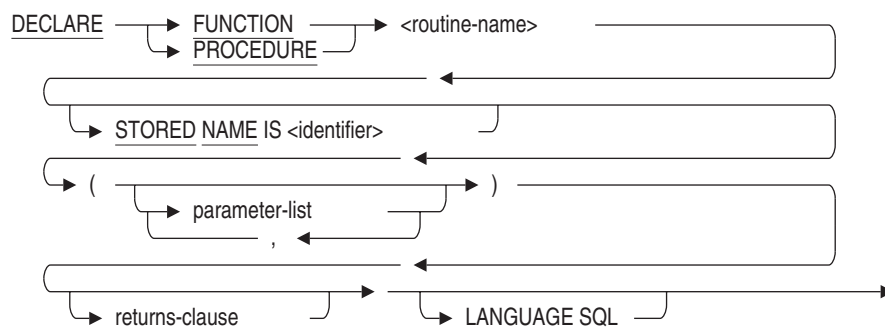 DECLARE FUNCTION <routine-name>
PROCEDURE
STORED NAME IS <identifier>
( parameter-list )
,
returns-clause LANGUAGE SQL